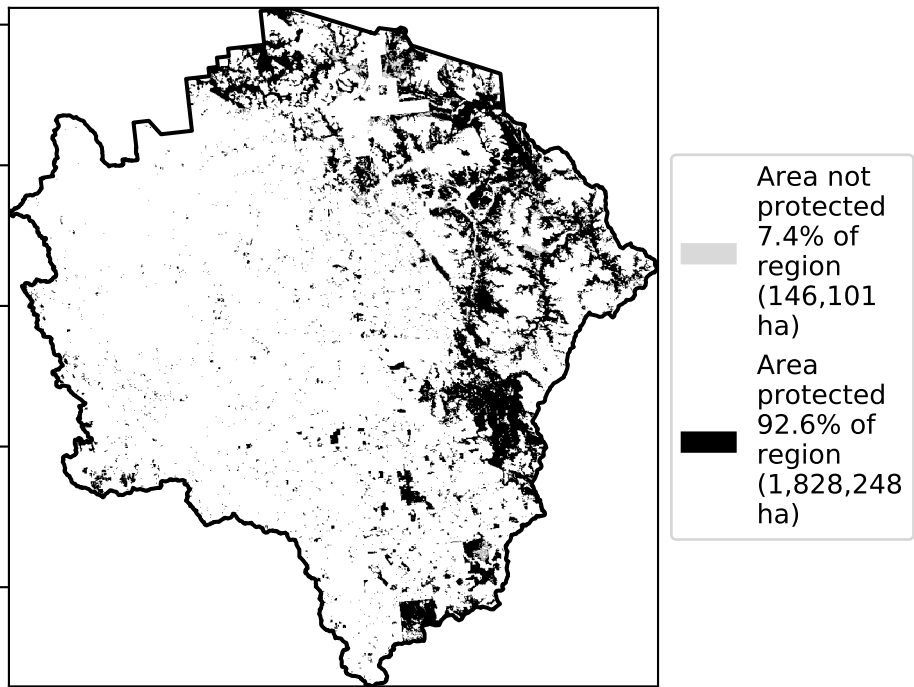 Area not
protected
7.4% of
region
(146,101
ha)
Area
protected
92.6% of
region
(1,828,248
ha)